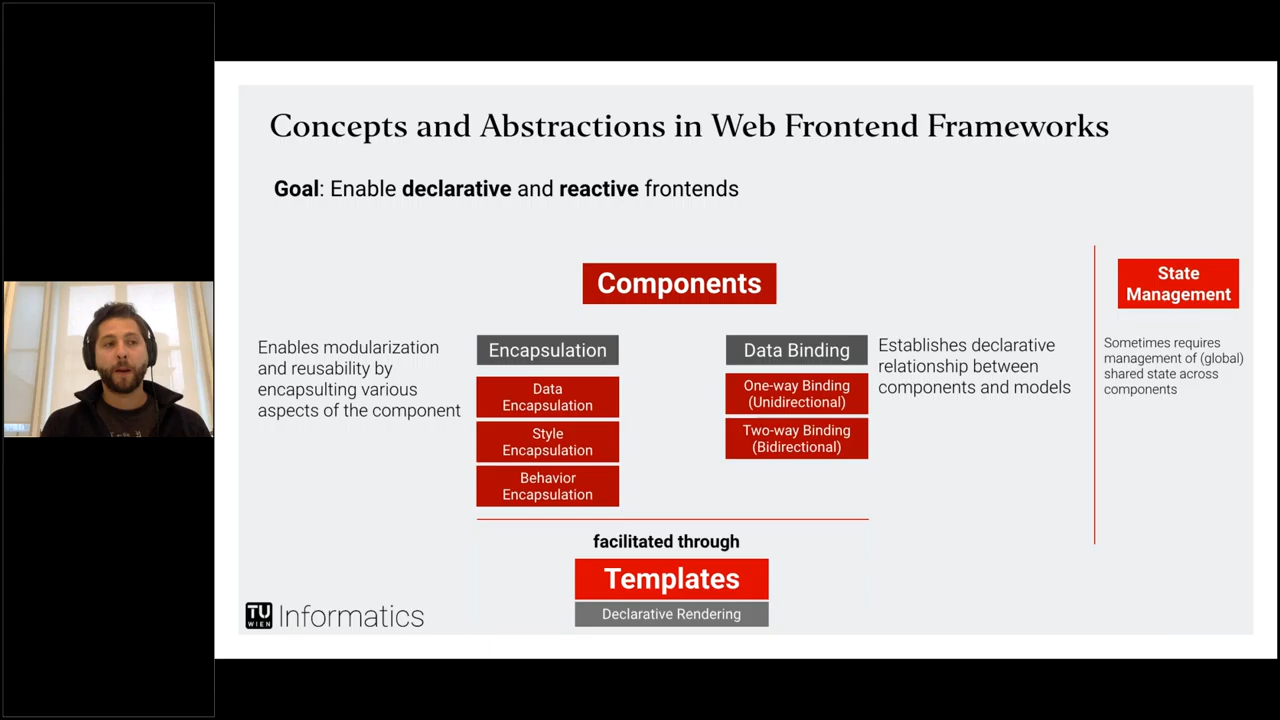 Concepts and Abstractions in Web Frontend Frameworks
Goal: Enable declarative and reactive frontends
Components
State
Management
Enables modularization
and reusability by
encapsulting various
aspects of the component
Encapsulation
Data
Encapsulation
Style
Encapsulation
Behavior
Encapsulation
Data Binding
One-way Binding
(Unidirectional)
Two-way Binding
(Bidirectional)
Establishes declarative
relationship between
components and models
Sometimes requires
management of (global)
shared state across
components
facilitated through
Templates
Declarative Rendering
TU
WIEN
Informatics